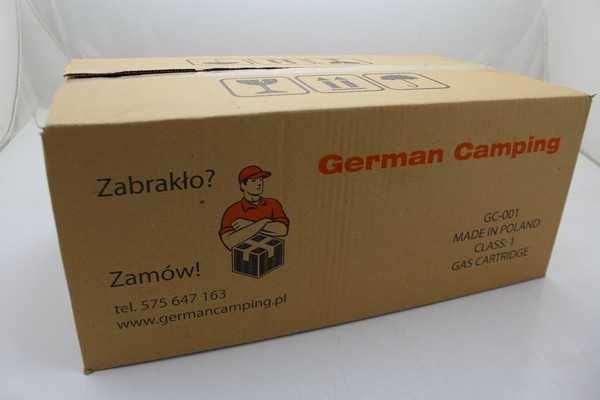 German Camping
Zabrakło?
Zamów!
tel. 575 647 163
www.germancamping.pl
GC-001
MADE IN POLAND
CLASS: 1
GAS CARTRIDGE